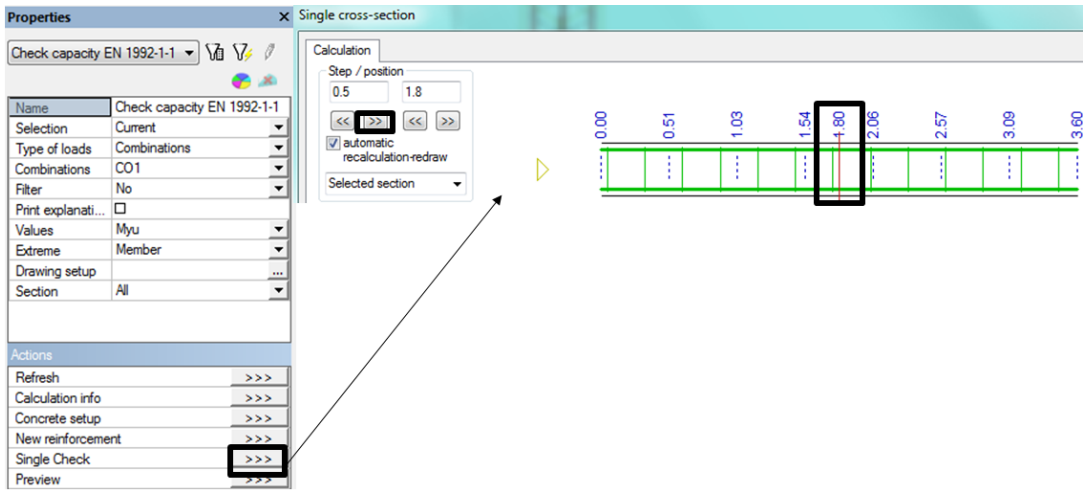 Properties ×
Check capacity EN 1992-1-1
Name Check capacity EN 1992-1-1
Selection Current
Type of loads Combinations
Combinations CO1
Filter No
Print explanati...
Values Myu
Extreme Member
Drawing setup ...
Section All
Actions
Refresh >>>
Calculation info >>>
Concrete setup >>>
New reinforcement >>>
Single Check >>>
Preview >>>
Single cross-section
Calculation
Step / position
0.5 1.8
<< >> << >>
automatic
recalculation-redraw
Selected section
0.00 0.51 1.03 1.54 1.80 2.06 2.57 3.09 3.60